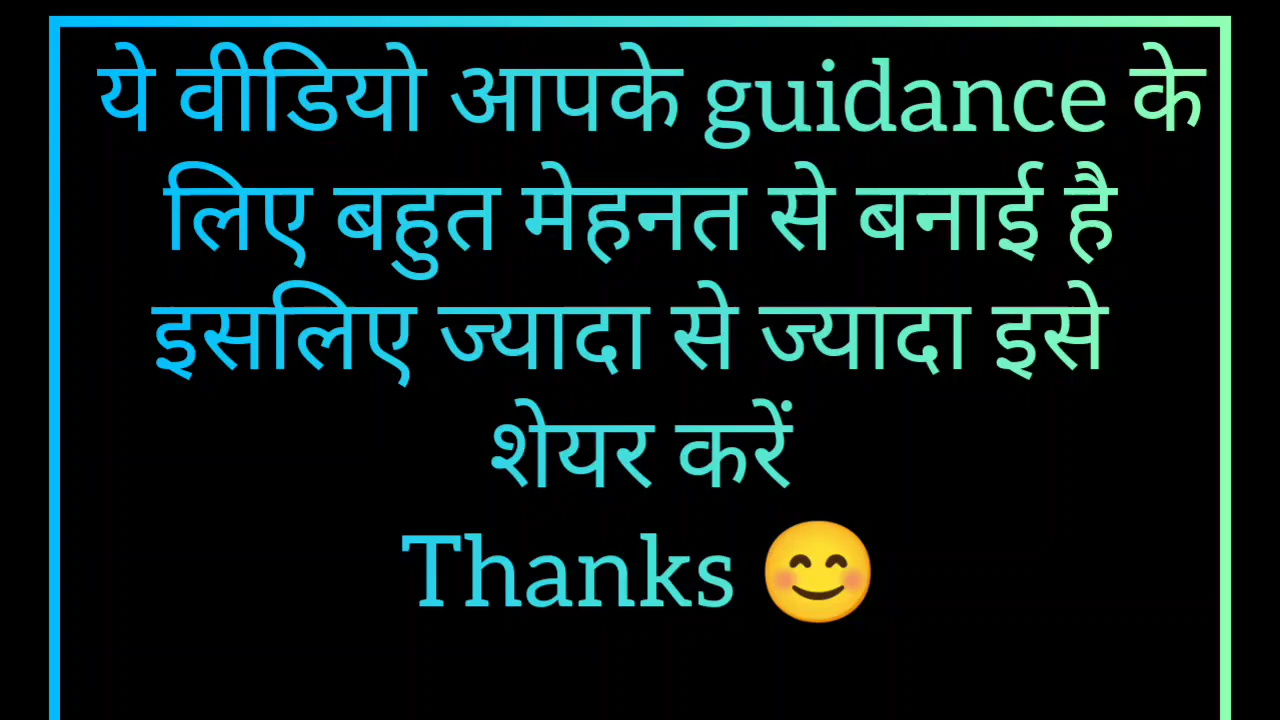 ये वीडियो आपके guidance के
लिए बहुत मेहनत से बनाई है
इसलिए ज्यादा से ज्यादा इसे
शेयर करें
Thanks 😊